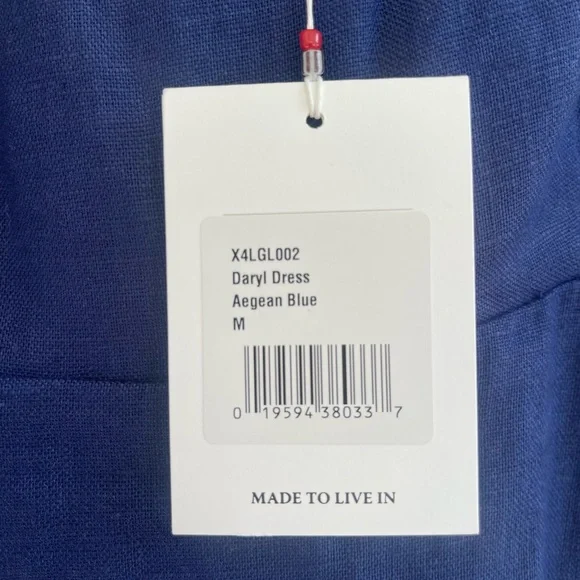 X4LGL002
Daryl Dress
Aegean Blue
M
0 19594 38033 7
MADE TO LIVE IN